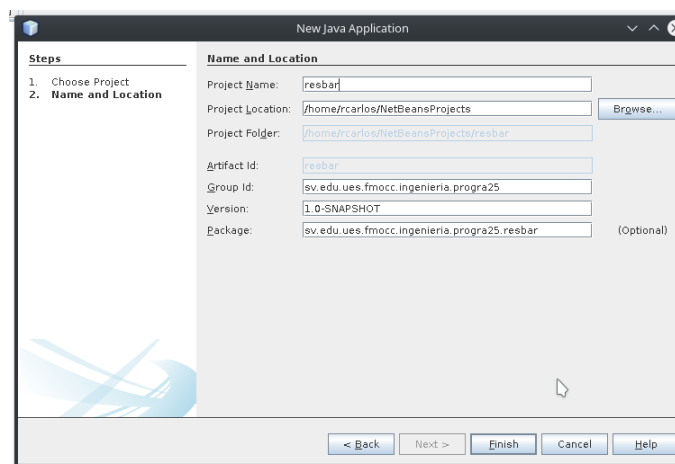 New Java Application
Steps
1. Choose Project
2. Name and Location
Name and Location
Project Name: resbar
Project Location: /home/rcarlos/NetBeansProjects Browse...
Project Folder: /home/rcarlos/NetBeansProjects/resbar
Artifact Id: resbar
Group Id: sv.edu.ues.fmocc.ingenieria.progra25
Version: 1.0-SNAPSHOT
Package: sv.edu.ues.fmocc.ingenieria.progra25.resbar (Optional)
< Back Next > Finish Cancel Help